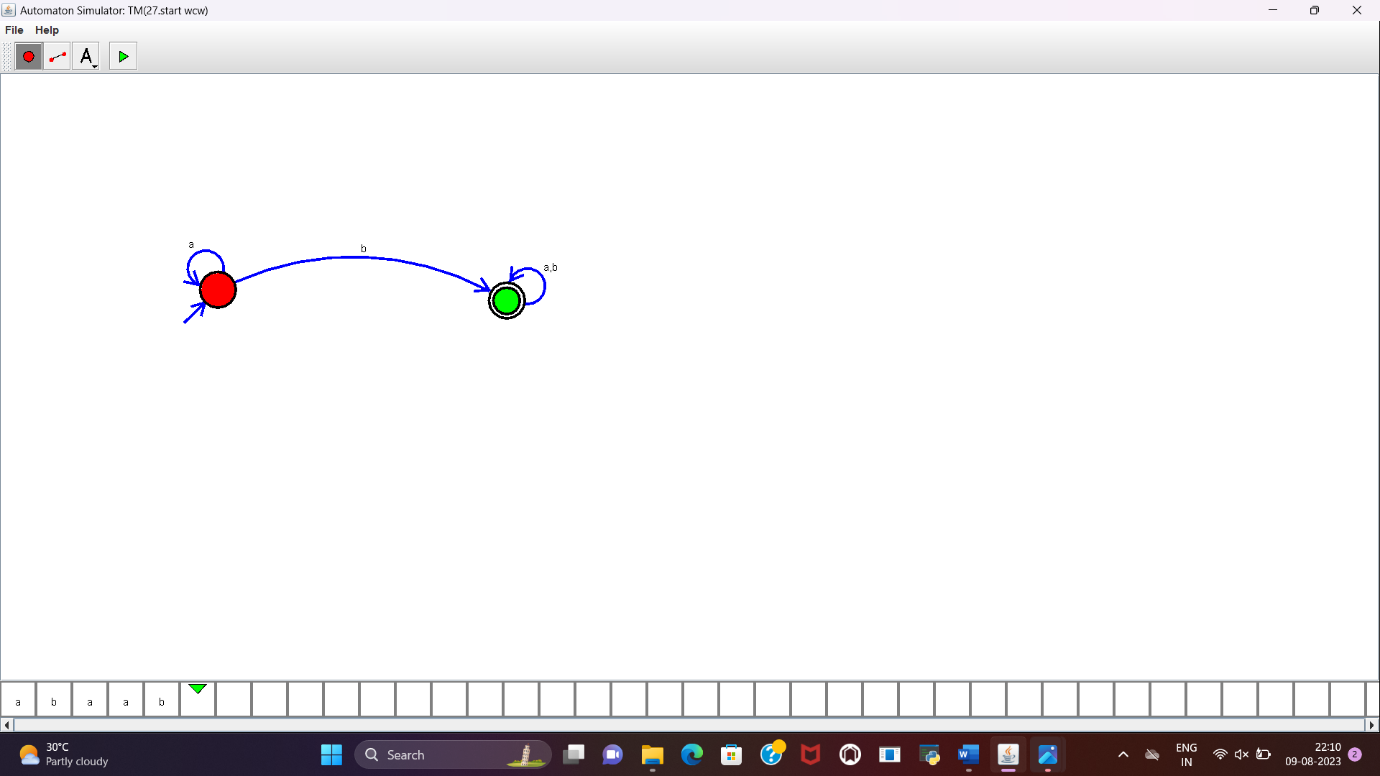 Automaton Simulator: TM(27.start wcw)
File Help
A
a
b
a,b
a b a a b
30°C
Partly cloudy
Search
ENG
IN
22:10
09-08-2023
2